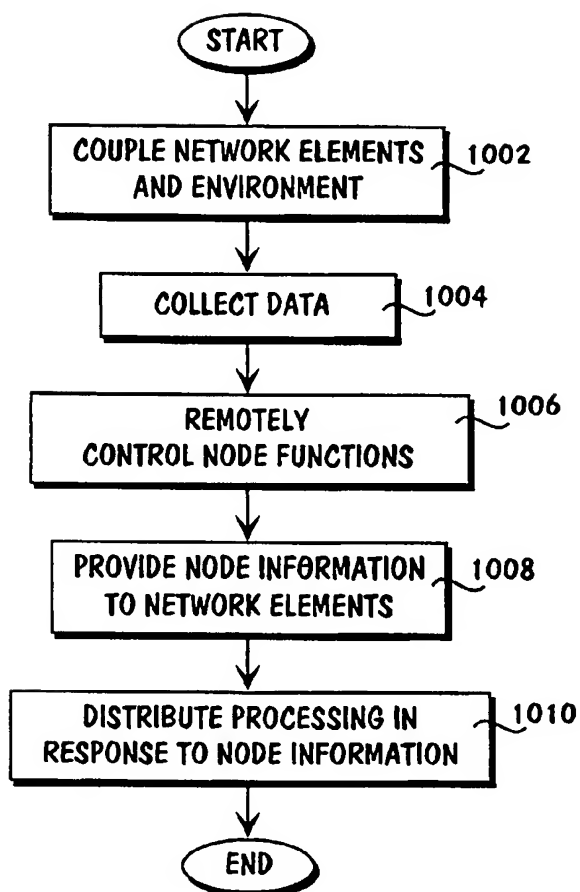 START
COUPLE NETWORK ELEMENTS
AND ENVIRONMENT
1002
COLLECT DATA
1004
REMOTELY
CONTROL NODE FUNCTIONS
1006
PROVIDE NODE INFORMATION
TO NETWORK ELEMENTS
1008
DISTRIBUTE PROCESSING IN
RESPONSE TO NODE INFORMATION
1010
END